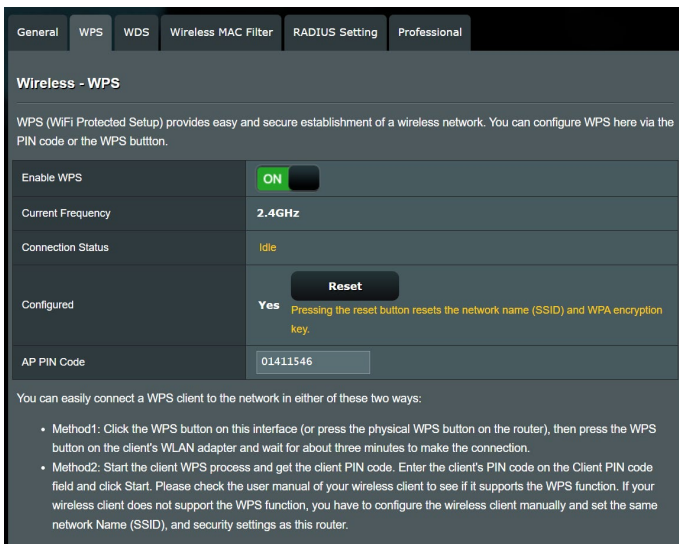 General WPS WDS Wireless MAC Filter RADIUS Setting Professional
Wireless - WPS
WPS (WiFi Protected Setup) provides easy and secure establishment of a wireless network. You can configure WPS here via the
PIN code or the WPS buttton.
Enable WPS ON
Current Frequency 2.4GHz
Connection Status Idle
Configured Yes Reset
Pressing the reset button resets the network name (SSID) and WPA encryption
key.
AP PIN Code 01411546
You can easily connect a WPS client to the network in either of these two ways:
• Method1: Click the WPS button on this interface (or press the physical WPS button on the router), then press the WPS
button on the client's WLAN adapter and wait for about three minutes to make the connection.
• Method2: Start the client WPS process and get the client PIN code. Enter the client's PIN code on the Client PIN code
field and click Start. Please check the user manual of your wireless client to see if it supports the WPS function. If your
wireless client does not support the WPS function, you have to configure the wireless client manually and set the same
network Name (SSID), and security settings as this router.